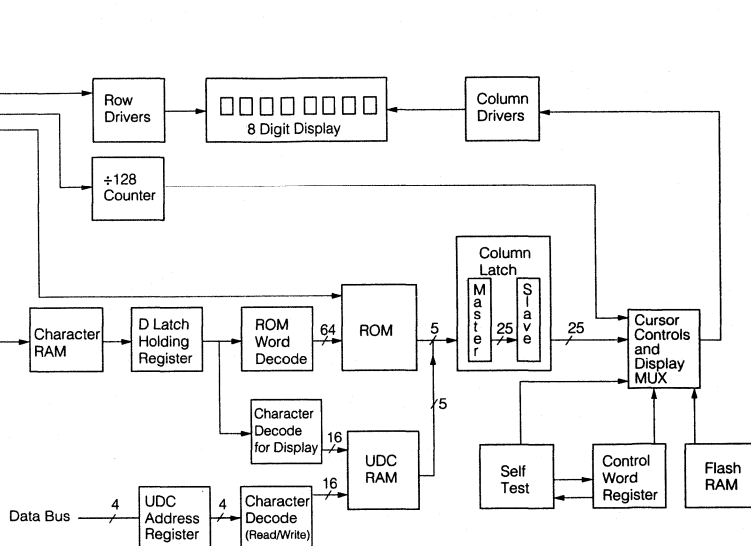 Row
Drivers
8 Digit Display
Column
Drivers
÷128
Counter
Column
Latch
Master
Slave
25
25
5
Character
RAM
D Latch
Holding
Register
ROM
Word
Decode
64
ROM
Cursor
Controls
and
Display
MUX
Character
Decode
for Display
16
5
UDC
RAM
16
Self
Test
Control
Word
Register
Flash
RAM
Data Bus
4
UDC
Address
Register
4
Character
Decode
(Read/Write)